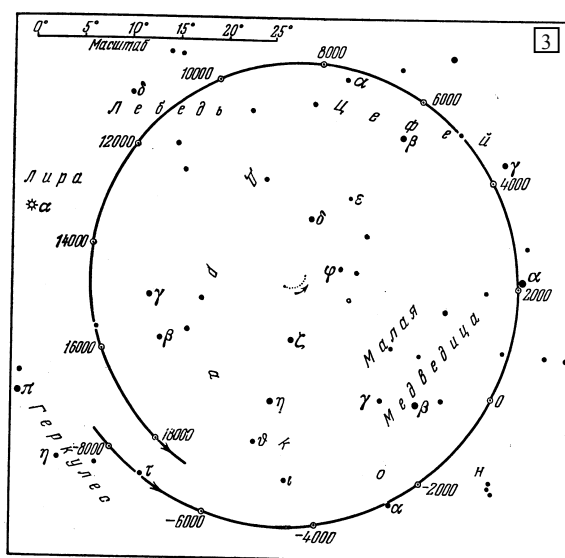 0° 5° 10° 15° 20° 25°
Масштаб
3
8000
10000
6000
α
δ
Лебедь
Цефей
β
12000
γ
4000
Лира
α
ε
δ
14000
φ
α
2000
γ
β
ζ
Малая
Медведица
16000
π
η
γ
β
0
Геркулес
18000
-8000
η
τ
θ
ι
Дракон
-2000
α
-6000
-4000